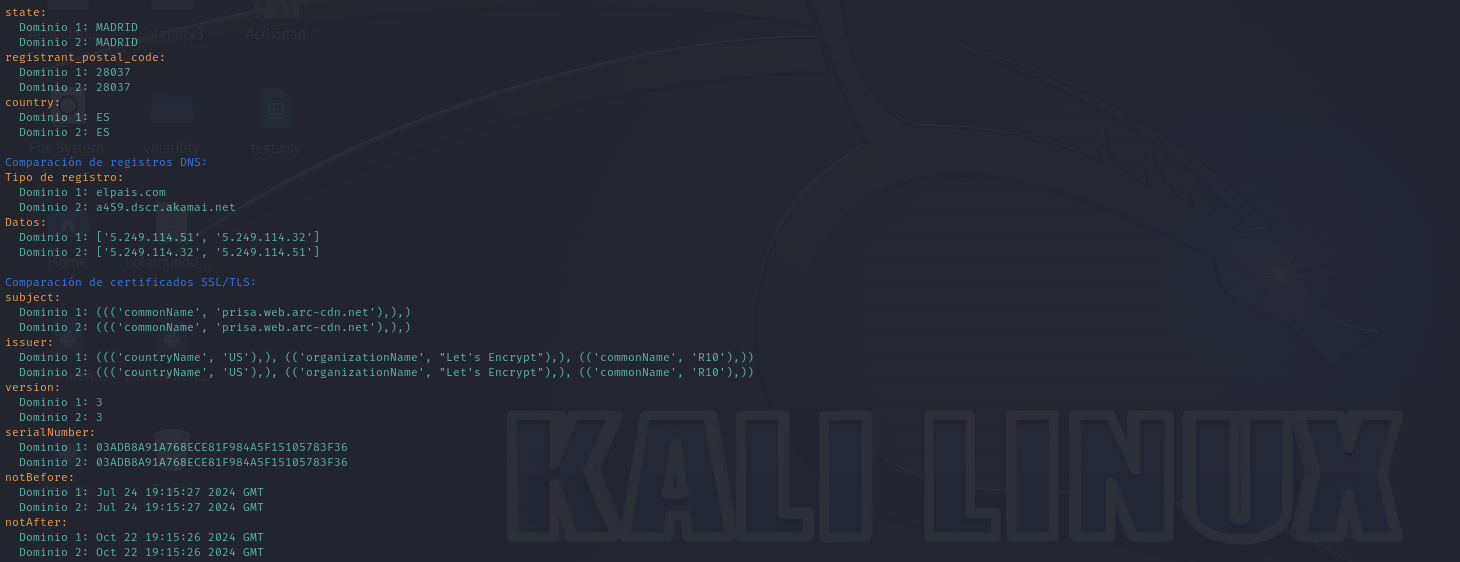 state:
  Dominio 1: MADRID
  Dominio 2: MADRID
registrant_postal_code:
  Dominio 1: 28037
  Dominio 2: 28037
country:
  Dominio 1: ES
  Dominio 2: ES
Comparación de registros DNS:
Tipo de registro:
  Dominio 1: elpais.com
  Dominio 2: a459.dscr.akamai.net
Datos:
  Dominio 1: ['5.249.114.51', '5.249.114.32']
  Dominio 2: ['5.249.114.32', '5.249.114.51']
Comparación de certificados SSL/TLS:
subject:
  Dominio 1: ((('commonName', 'prisa.web.arc-cdn.net'),),)
  Dominio 2: ((('commonName', 'prisa.web.arc-cdn.net'),),)
issuer:
  Dominio 1: ((('countryName', 'US'),), (('organizationName', "Let's Encrypt"),), (('commonName', 'R10'),))
  Dominio 2: ((('countryName', 'US'),), (('organizationName', "Let's Encrypt"),), (('commonName', 'R10'),))
version:
  Dominio 1: 3
  Dominio 2: 3
serialNumber:
  Dominio 1: 03ADB8A91A768ECE81F984A5F15105783F36
  Dominio 2: 03ADB8A91A768ECE81F984A5F15105783F36
notBefore:
  Dominio 1: Jul 24 19:15:27 2024 GMT
  Dominio 2: Jul 24 19:15:27 2024 GMT
notAfter:
  Dominio 1: Oct 22 19:15:26 2024 GMT
  Dominio 2: Oct 22 19:15:26 2024 GMT
volatility3
Actividad
File System
volatility
test.csv
Home
KALI LINUX